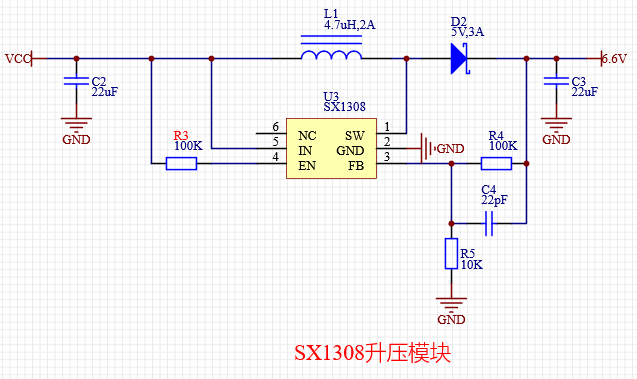 L1
4.7uH,2A
D2
5V,3A
VCC
6.6V
C2
22uF
C3
22uF
U3
SX1308
GND
GND
R3
100K
6
5
4
NC
IN
EN
SW
GND
FB
1
2
3
GND
R4
100K
C4
22pF
R5
10K
GND
SX1308升压模块